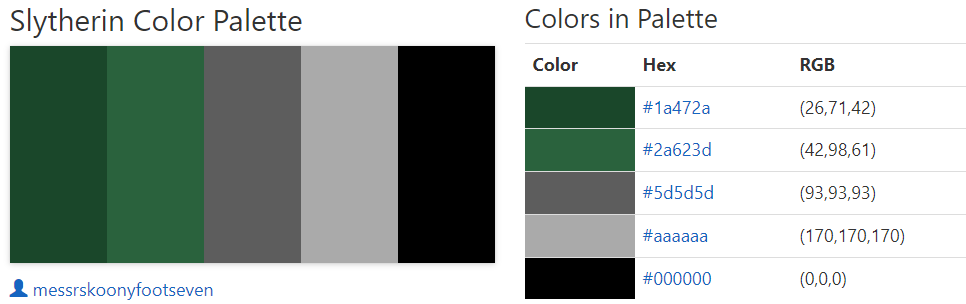 Slytherin Color Palette
messrskoonyfootseven
Colors in Palette
Color Hex RGB
#1a472a (26,71,42)
#2a623d (42,98,61)
#5d5d5d (93,93,93)
#aaaaaa (170,170,170)
#000000 (0,0,0)